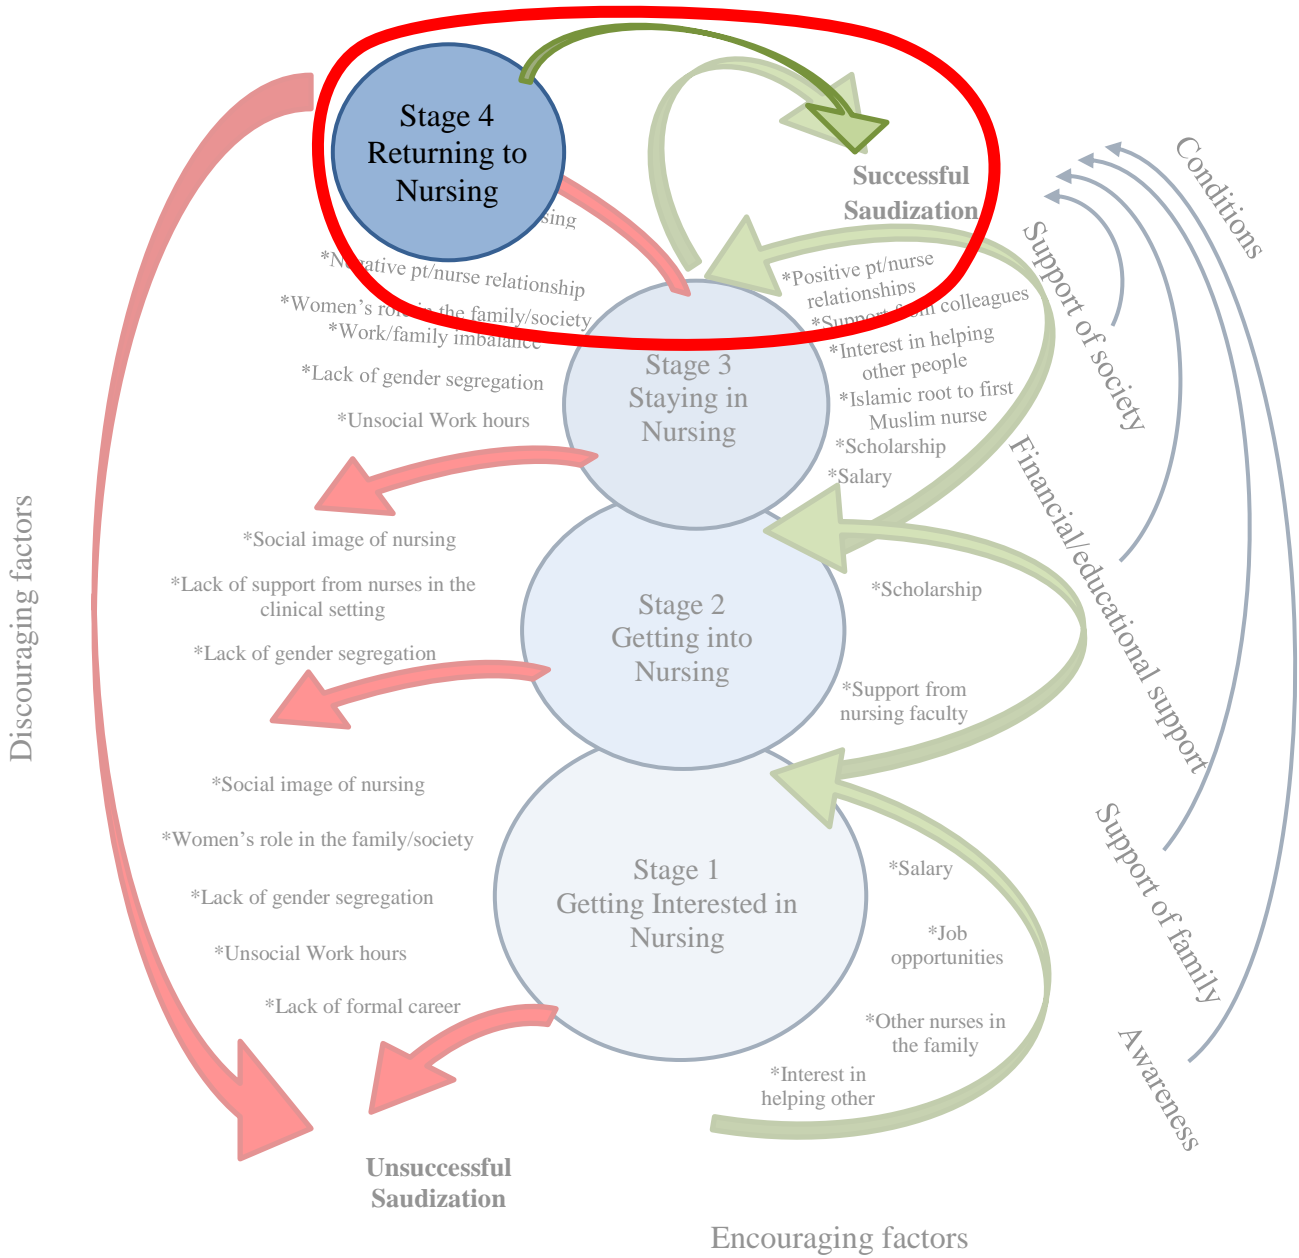 Stage 4
Returning to
Nursing
Successful
Saudization
*Negative pt/nurse relationship
*Women's role in the family/society
*Work/family imbalance
*Lack of gender segregation
*Unsocial Work hours
Stage 3
Staying in
Nursing
*Positive pt/nurse
relationships
*Support from colleagues
*Interest in helping
other people
*Islamic root to first
Muslim nurse
*Scholarship
*Salary
*Social image of nursing
*Lack of support from nurses in the
clinical setting
*Lack of gender segregation
Stage 2
Getting into
Nursing
*Scholarship
*Support from
nursing faculty
*Social image of nursing
*Women's role in the family/society
*Lack of gender segregation
*Unsocial Work hours
*Lack of formal career
Stage 1
Getting Interested in
Nursing
*Salary
*Job
opportunities
*Other nurses in
the family
*Interest in
helping other
Unsuccessful
Saudization
Discouraging factors
Encouraging factors
Conditions
Support of society
Financial/educational support
Support of family
Awareness